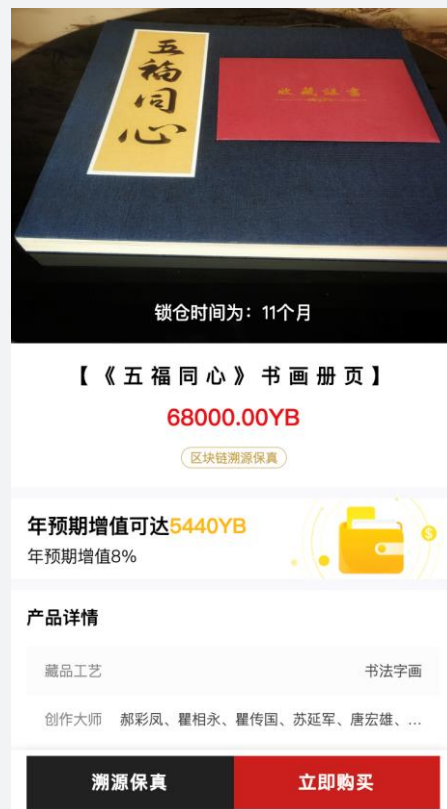 五福同心
收藏证书
锁仓时间为：11个月
【《五福同心》书画册页】
68000.00YB
区块链溯源保真
年预期增值可达5440YB
年预期增值8%
产品详情
藏品工艺 书法字画
创作大师 郝彩凤、瞿相永、瞿传国、苏延军、唐宏雄、...
溯源保真 立即购买